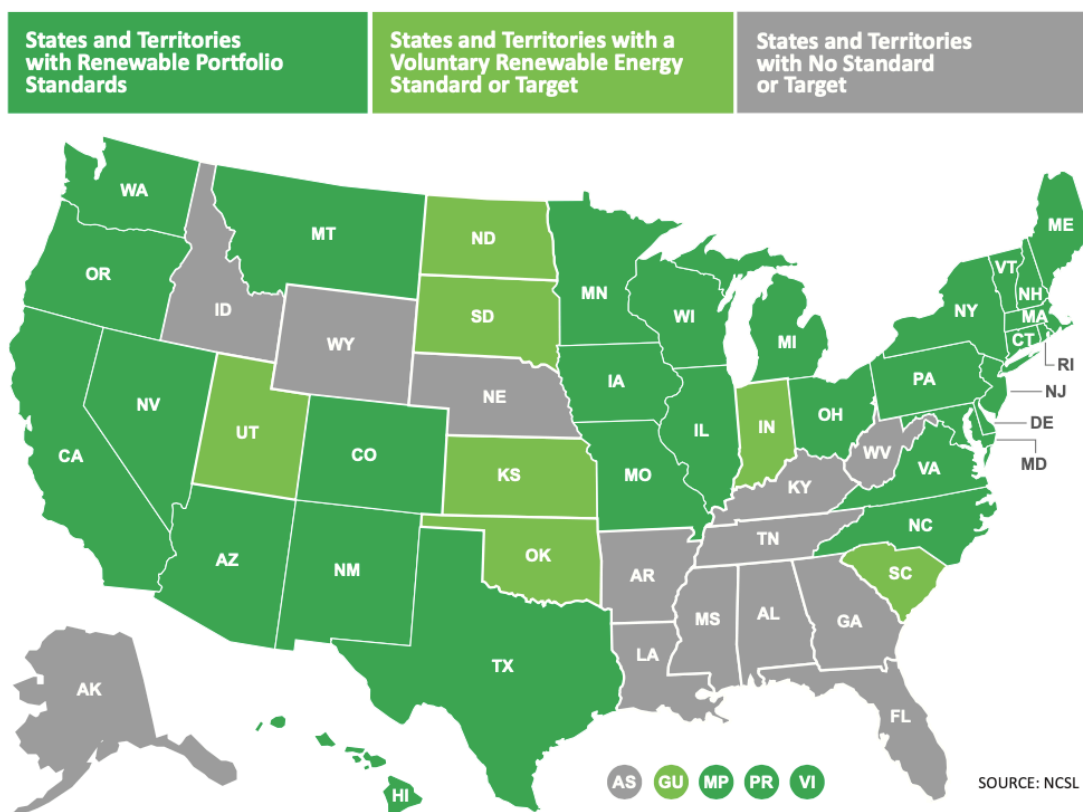 States and Territories
with Renewable Portfolio
Standards
States and Territories with a
Voluntary Renewable Energy
Standard or Target
States and Territories
with No Standard
or Target
WA
MT
ND
ME
OR
ID
SD
MN
WI
MI
NY
VT
NH
MA
CT
RI
WY
NE
IA
PA
NJ
NV
UT
CO
IL
IN
OH
DE
MD
CA
KS
MO
WV
VA
KY
AZ
NM
OK
AR
TN
NC
SC
TX
LA
MS
AL
GA
FL
AK
HI
AS
GU
MP
PR
VI
SOURCE: NCSL